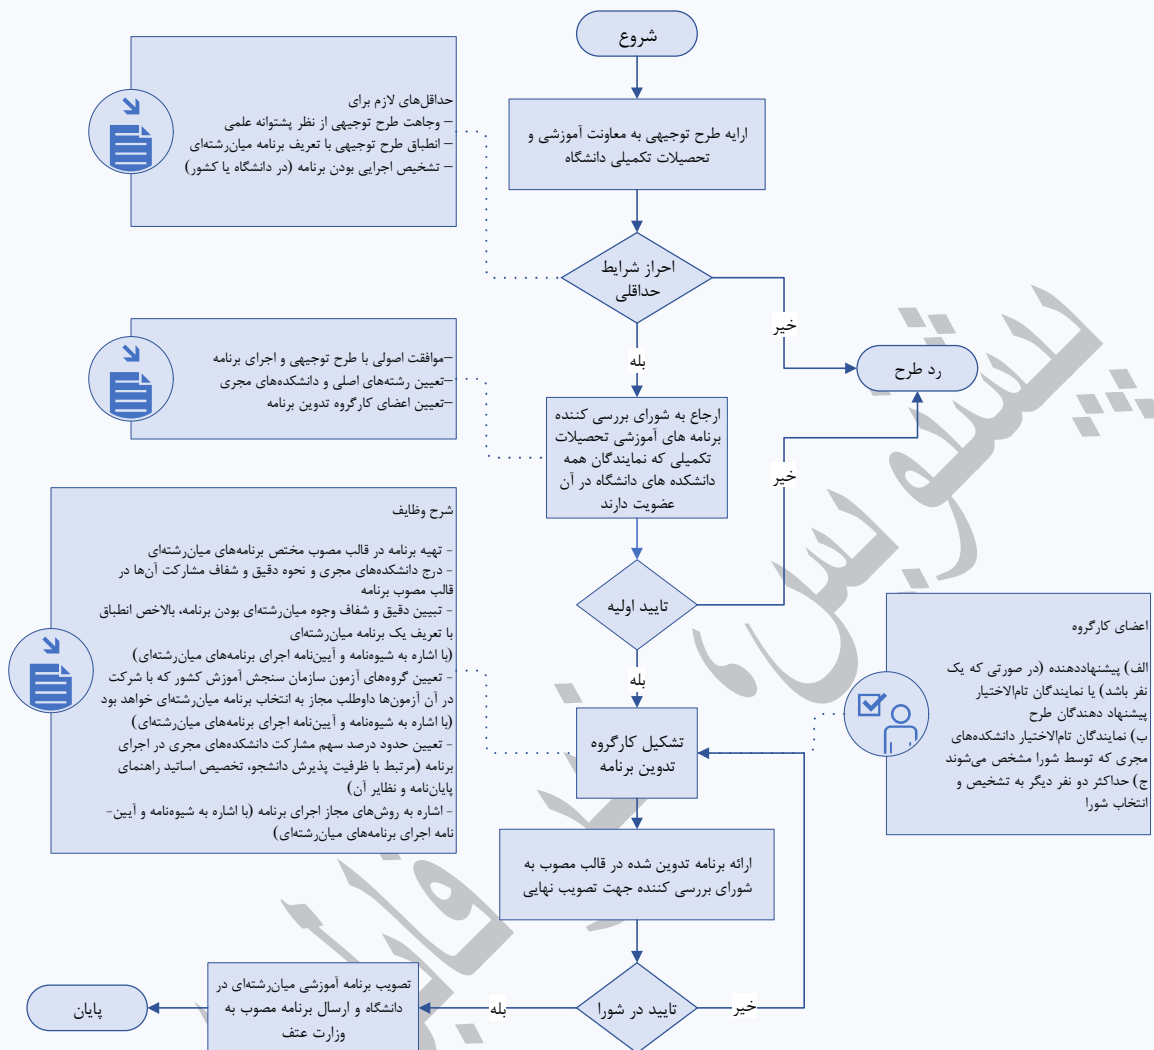 شروع
ارایه طرح توجیهی به معاونت آموزشی و
تحصیلات تکمیلی دانشگاه
حداقل‌های لازم برای
– وجاهت طرح توجیهی از نظر پشتوانه علمی
– انطباق طرح توجیهی با تعریف برنامه میان‌رشته‌ای
– تشخیص اجرایی بودن برنامه (در دانشگاه یا کشور)
احراز شرایط
حداقلی
خیر
بله
رد طرح
–موافقت اصولی با طرح توجیهی و اجرای برنامه
–تعیین رشته‌های اصلی و دانشکده‌های مجری
–تعیین اعضای کارگروه تدوین برنامه
ارجاع به شورای بررسی کننده
برنامه های آموزشی تحصیلات
تکمیلی که نمایندگان همه
دانشکده های دانشگاه در آن
عضویت دارند
خیر
تایید اولیه
بله
شرح وظایف
- تهیه برنامه در قالب مصوب مختص برنامه‌های میان‌رشته‌ای
- درج دانشکده‌های مجری و نحوه دقیق و شفاف مشارکت آن‌ها در
قالب مصوب برنامه
- تبیین دقیق و شفاف وجوه میان‌رشته‌ای بودن برنامه، بالاخص انطباق
با تعریف یک برنامه میان‌رشته‌ای
(با اشاره به شیوه‌نامه و آیین‌نامه اجرای برنامه‌های میان‌رشته‌ای)
- تعیین گروه‌های آزمون سازمان سنجش آموزش کشور که با شرکت
در آن آزمون‌ها داوطلب مجاز به انتخاب برنامه میان‌رشته‌ای خواهد بود
(با اشاره به شیوه‌نامه و آیین‌نامه اجرای برنامه‌های میان‌رشته‌ای)
- تعیین حدود درصد سهم مشارکت دانشکده‌های مجری در اجرای
برنامه (مرتبط با ظرفیت پذیرش دانشجو، تخصیص اساتید راهنمای
پایان‌نامه و نظایر آن)
- اشاره به روش‌های مجاز اجرای برنامه (با اشاره به شیوه‌نامه و آیین-
نامه اجرای برنامه‌های میان‌رشته‌ای)
اعضای کارگروه
الف) پیشنهاددهنده (در صورتی که یک
نفر باشد) یا نمایندگان تام‌الاختیار
پیشنهاد دهندگان طرح
ب) نمایندگان تام‌الاختیار دانشکده‌های
مجری که توسط شورا مشخص می‌شوند
ج) حداکثر دو نفر دیگر به تشخیص و
انتخاب شورا
تشکیل کارگروه
تدوین برنامه
ارائه برنامه تدوین شده در قالب مصوب به
شورای بررسی کننده جهت تصویب نهایی
تایید در شورا
خیر
بله
تصویب برنامه آموزشی میان‌رشته‌ای در
دانشگاه و ارسال برنامه مصوب به
وزارت عتف
پایان